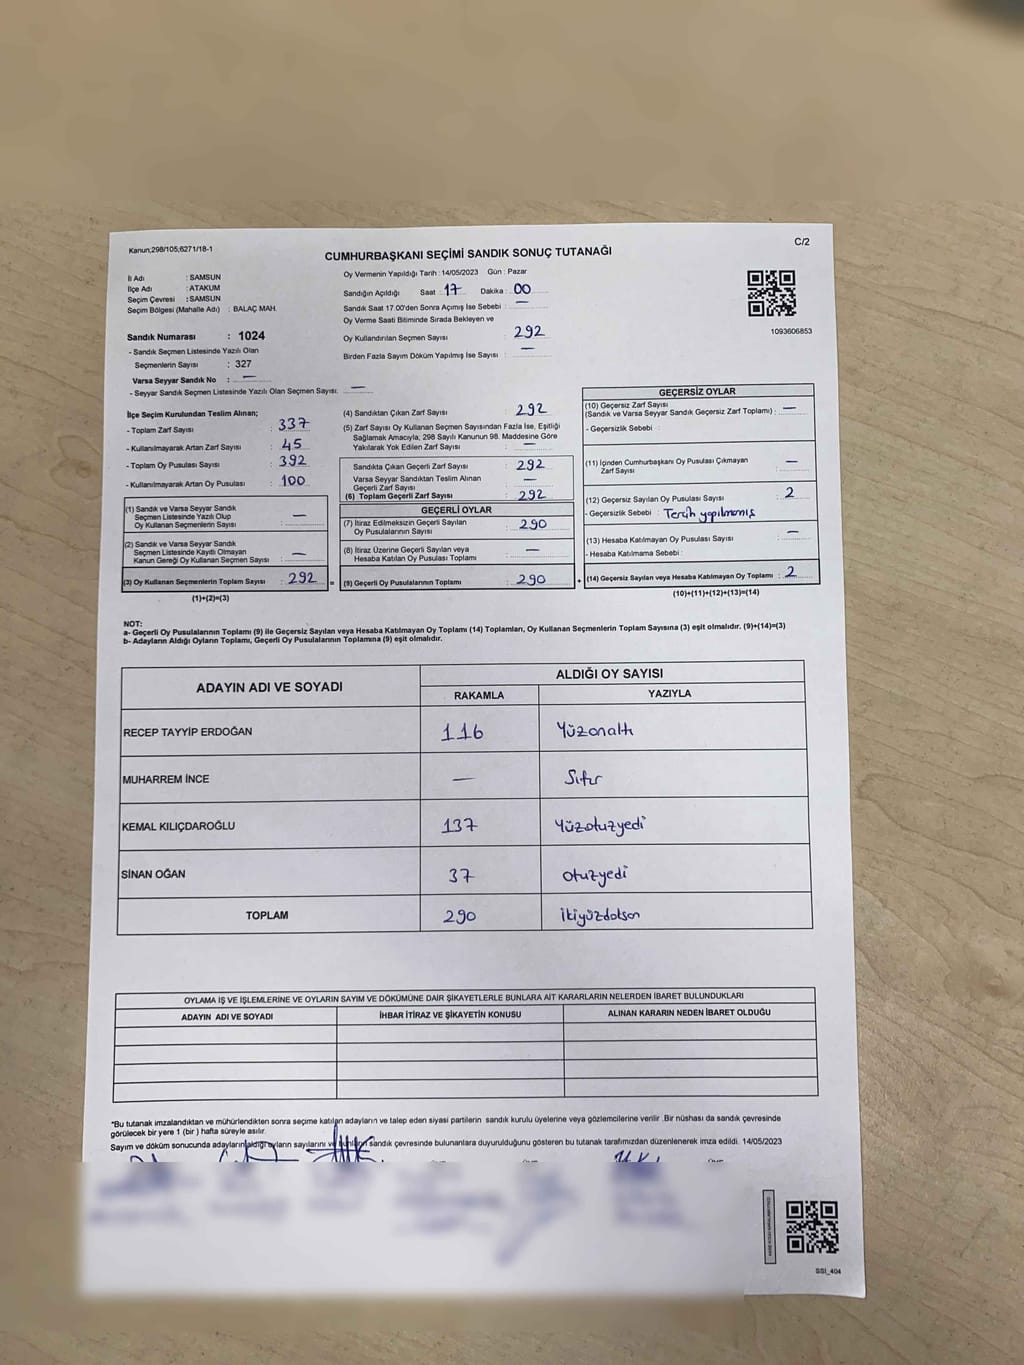 Kanun,298/105;6271/18-1
C/2
CUMHURBAŞKANI SEÇİMİ SANDIK SONUÇ TUTANAĞI
İl Adı : SAMSUN
İlçe Adı : ATAKUM
Seçim Çevresi : SAMSUN
Seçim Bölgesi (Mahalle Adı) : BALAÇ MAH.
Sandık Numarası : 1024
- Sandık Seçmen Listesinde Yazılı Olan
Seçmenlerin Sayısı : 327
Varsa Seyyar Sandık No : —
- Seyyar Sandık Seçmen Listesinde Yazılı Olan Seçmen Sayısı: —
Oy Vermenin Yapıldığı Tarih : 14/05/2023 Gün : Pazar
Sandığın Açıldığı Saat : 17 Dakika : 00
Sandık Saat 17:00'den Sonra Açımış İse Sebebi : —
Oy Verme Saati Bitiminde Sırada Bekleyen ve
Oy Kullandırılan Seçmen Sayısı : 292
Birden Fazla Sayım Döküm Yapılmış İse Sayısı : —
1093606853
İlçe Seçim Kurulundan Teslim Alınan;
- Toplam Zarf Sayısı : 337
- Kullanılmayarak Artan Zarf Sayısı : 45
- Toplam Oy Pusulası Sayısı : 392
- Kullanılmayarak Artan Oy Pusulası : 100
(1) Sandık ve Varsa Seyyar Sandık
Seçmen Listesinde Yazılı Olup
Oy Kullanan Seçmenlerin Sayısı : —
(2) Sandık ve Varsa Seyyar Sandık
Seçmen Listesinde Kaydı Olmayan
Kanun Gereği Oy Kullanan Seçmen Sayısı : —
(3) Oy Kullanan Seçmenlerin Toplam Sayısı : 292 =
(1)+(2)=(3)
(4) Sandıktan Çıkan Zarf Sayısı : 292
(5) Zarf Sayısı Oy Kullanan Seçmen Sayısından Fazla İse, Eşitliği
Sağlamak Amacıyla, 298 Sayılı Kanunun 98. Maddesine Göre
Yakılarak Yok Edilen Zarf Sayısı : —
Sandıkta Çıkan Geçerli Zarf Sayısı : 292
Varsa Seyyar Sandıktan Teslim Alınan
Geçerli Zarf Sayısı : —
(6) Toplam Geçerli Zarf Sayısı : 292
GEÇERLİ OYLAR
(7) İtiraz Edilmeksizin Geçerli Sayılan
Oy Pusulalarının Sayısı : 290
(8) İtiraz Üzerine Geçerli Sayılan veya
Hesaba Katılan Oy Pusulası Toplamı : —
(9) Geçerli Oy Pusulalarının Toplamı : 290 +
GEÇERSİZ OYLAR
(10) Geçersiz Zarf Sayısı
(Sandık ve Varsa Seyyar Sandık Geçersiz Zarf Toplamı) : —
- Geçersizlik Sebebi :
(11) İçinden Cumhurbaşkanı Oy Pusulası Çıkmayan
Zarf Sayısı : —
(12) Geçersiz Sayılan Oy Pusulası Sayısı : 2
- Geçersizlik Sebebi : Tercih yapılmamış
(13) Hesaba Katılmayan Oy Pusulası Sayısı : —
- Hesaba Katılmama Sebebi :
(14) Geçersiz Sayılan veya Hesaba Katılmayan Oy Toplamı : 2
(10)+(11)+(12)+(13)=(14)
NOT:
a- Geçerli Oy Pusulalarının Toplamı (9) ile Geçersiz Sayılan veya Hesaba Katılmayan Oy Toplamı (14) Toplamları, Oy Kullanan Seçmenlerin Toplam Sayısına (3) eşit olmalıdır. (9)+(14)=(3)
b- Adayların Aldığı Oyların Toplamı, Geçerli Oy Pusulalarının Toplamına (9) eşit olmalıdır.
ADAYIN ADI VE SOYADI
ALDIĞI OY SAYISI
RAKAMLA YAZIYLA
RECEP TAYYİP ERDOĞAN 116 Yüzonaltı
MUHARREM İNCE — Sıfır
KEMAL KILIÇDAROĞLU 137 Yüzotuzyedi
SİNAN OĞAN 37 otuzyedi
TOPLAM 290 ikiyüzdoksan
OYLAMA İŞ VE İŞLEMLERİNE VE OYLARIN SAYIM VE DÖKÜMÜNE DAİR ŞİKAYETLERLE BUNLARA AİT KARARLARIN NELERDEN İBARET BULUNDUKLARI
ADAYIN ADI VE SOYADI İHBAR İTİRAZ VE ŞİKAYETİN KONUSU ALINAN KARARIN NEDEN İBARET OLDUĞU
*Bu tutanak imzalandıktan ve mühürlendikten sonra seçime katılan adayların ve talep eden siyasi partilerin sandık kurulu üyelerine veya gözlemcilerine verilir .Bir nüshası da sandık çevresinde
görülecek bir yere 1 (bir ) hafta süreyle asılır.
Sayım ve döküm sonucunda adayların aldığı oyların sayılarını ve sandık çevresinde bulunanlara duyurulduğunu gösteren bu tutanak tarafımızdan düzenlenerek imza edildi. 14/05/2023
SSI_404